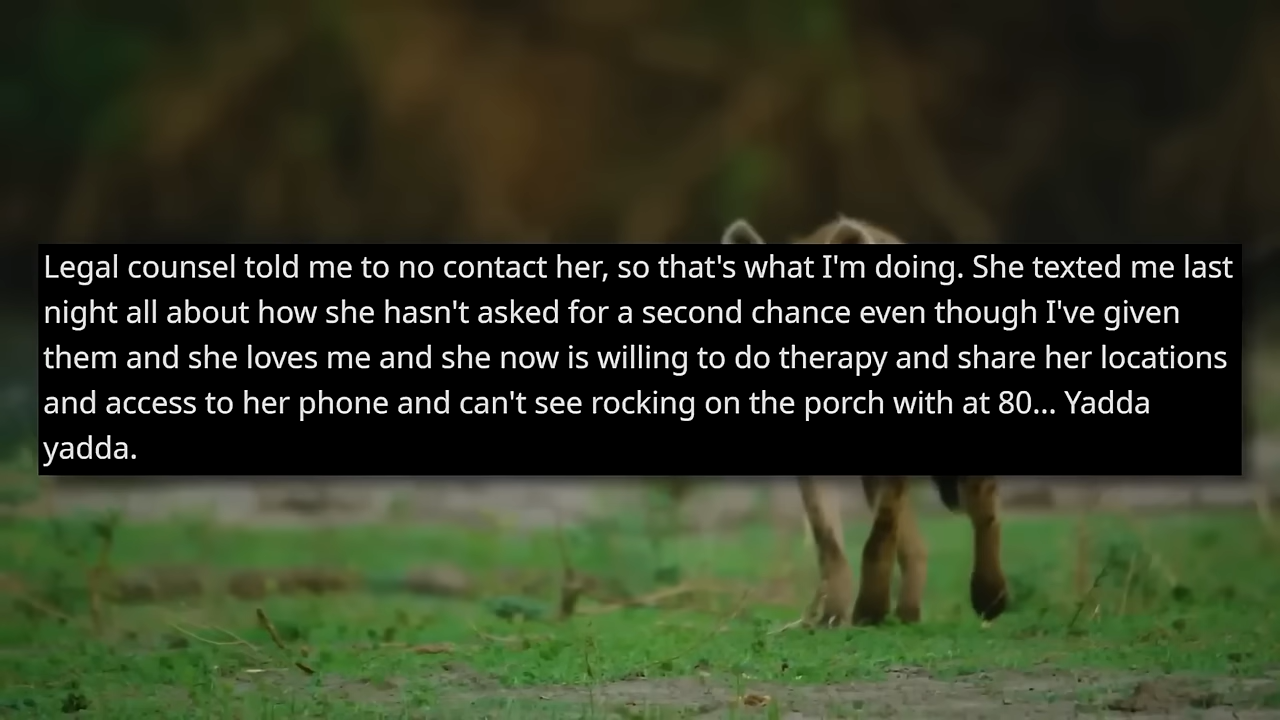 Legal counsel told me to no contact her, so that's what I'm doing. She texted me last
night all about how she hasn't asked for a second chance even though I've given
them and she loves me and she now is willing to do therapy and share her locations
and access to her phone and can't see rocking on the porch with at 80... Yadda
yadda.